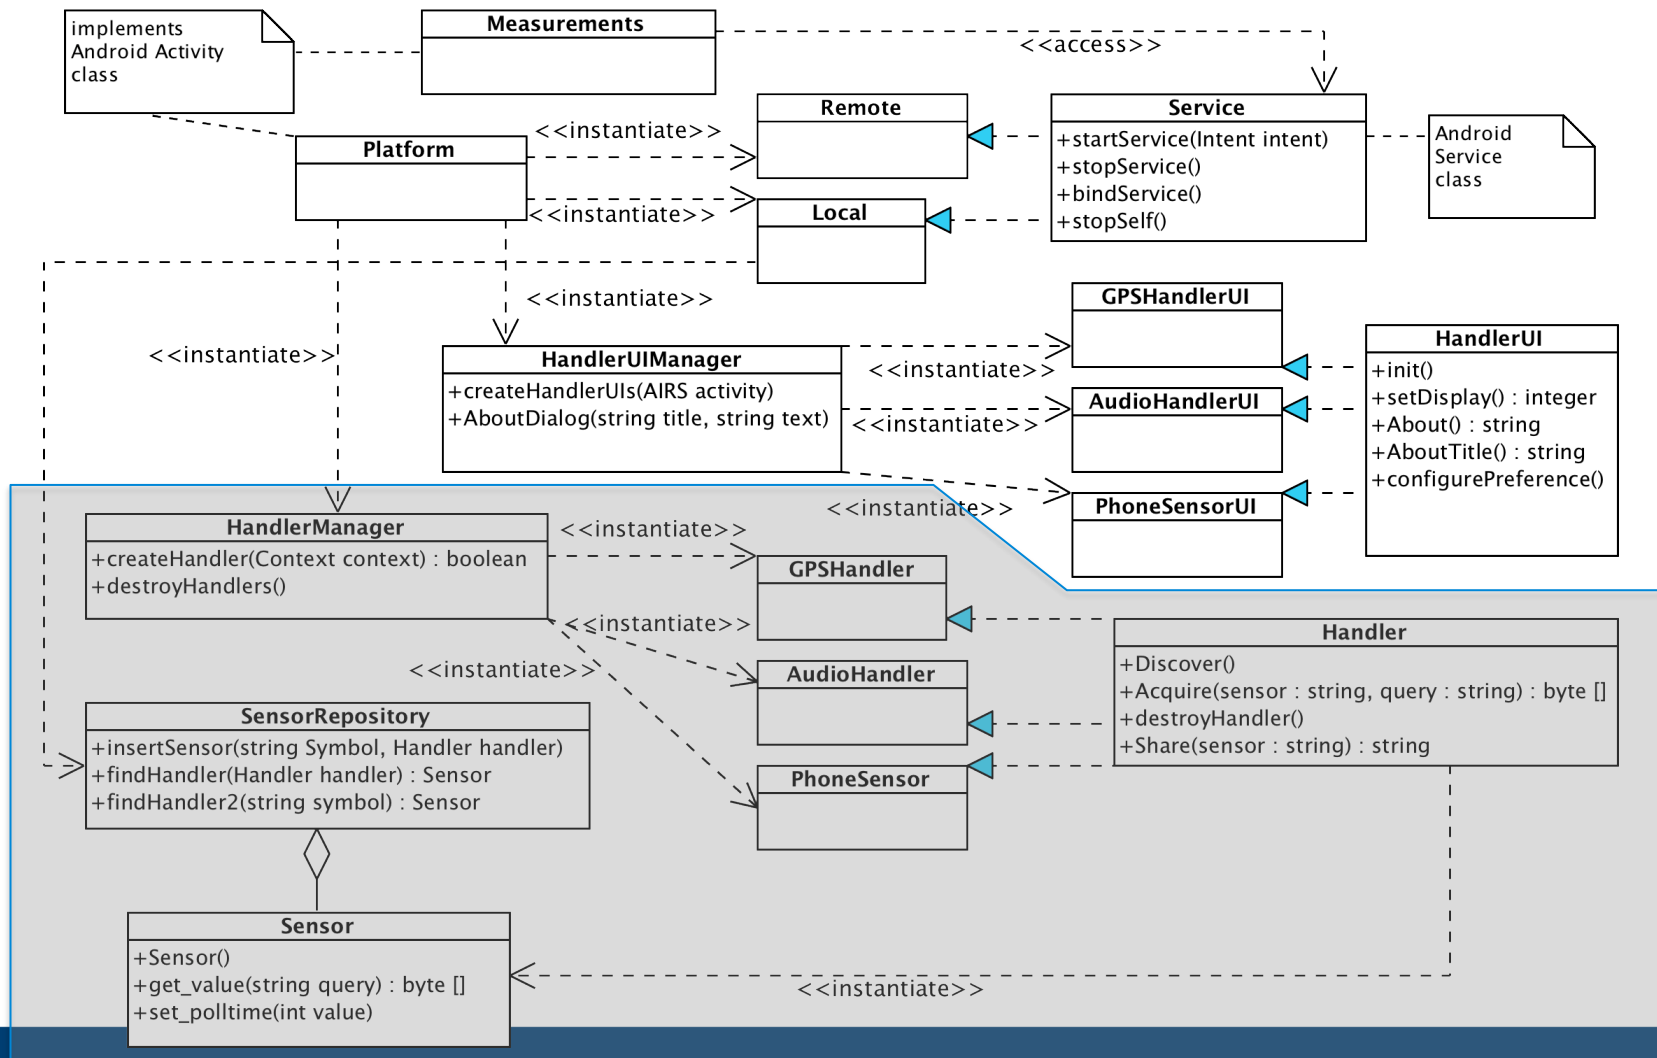 implements
Android Activity
class
Measurements
<<access>>
Remote
Service
+startService(Intent intent)
+stopService()
+bindService()
+stopSelf()
Android
Service
class
<<instantiate>>
Platform
<<instantiate>>
Local
<<instantiate>>
<<instantiate>>
GPSHandlerUI
HandlerUIManager
+createHandlerUIs(AIRS activity)
+AboutDialog(string title, string text)
<<instantiate>>
AudioHandlerUI
<<instantiate>>
PhoneSensorUI
<<instantiate>>
HandlerUI
+init()
+setDisplay() : integer
+About() : string
+AboutTitle() : string
+configurePreference()
HandlerManager
+createHandler(Context context) : boolean
+destroyHandlers()
<<instantiate>>
GPSHandler
<<instantiate>>
<<instantiate>>
AudioHandler
PhoneSensor
Handler
+Discover()
+Acquire(sensor : string, query : string) : byte []
+destroyHandler()
+Share(sensor : string) : string
SensorRepository
+insertSensor(string Symbol, Handler handler)
+findHandler(Handler handler) : Sensor
+findHandler2(string symbol) : Sensor
Sensor
+Sensor()
+get_value(string query) : byte []
+set_polltime(int value)
<<instantiate>>